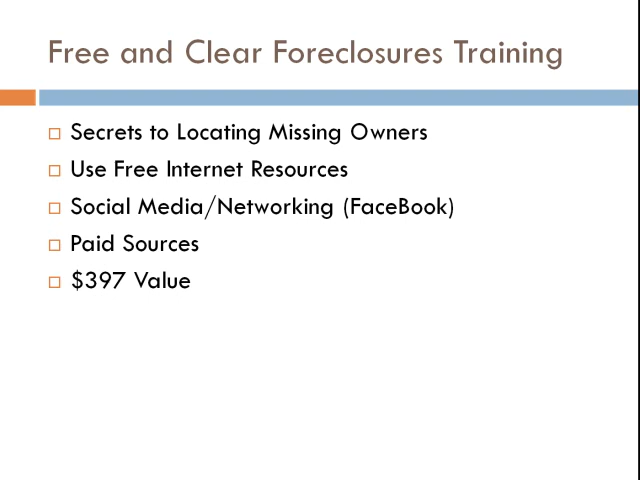 Free and Clear Foreclosures Training
Secrets to Locating Missing Owners
Use Free Internet Resources
Social Media/Networking (FaceBook)
Paid Sources
$397 Value